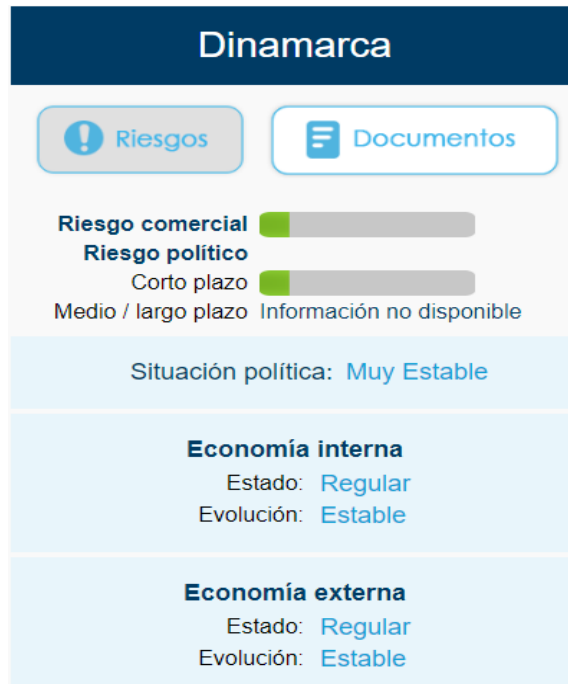 Dinamarca
Riesgos
Documentos
Riesgo comercial
Riesgo político
Corto plazo
Medio / largo plazo Información no disponible
Situación política: Muy Estable
Economía interna
Estado: Regular
Evolución: Estable
Economía externa
Estado: Regular
Evolución: Estable